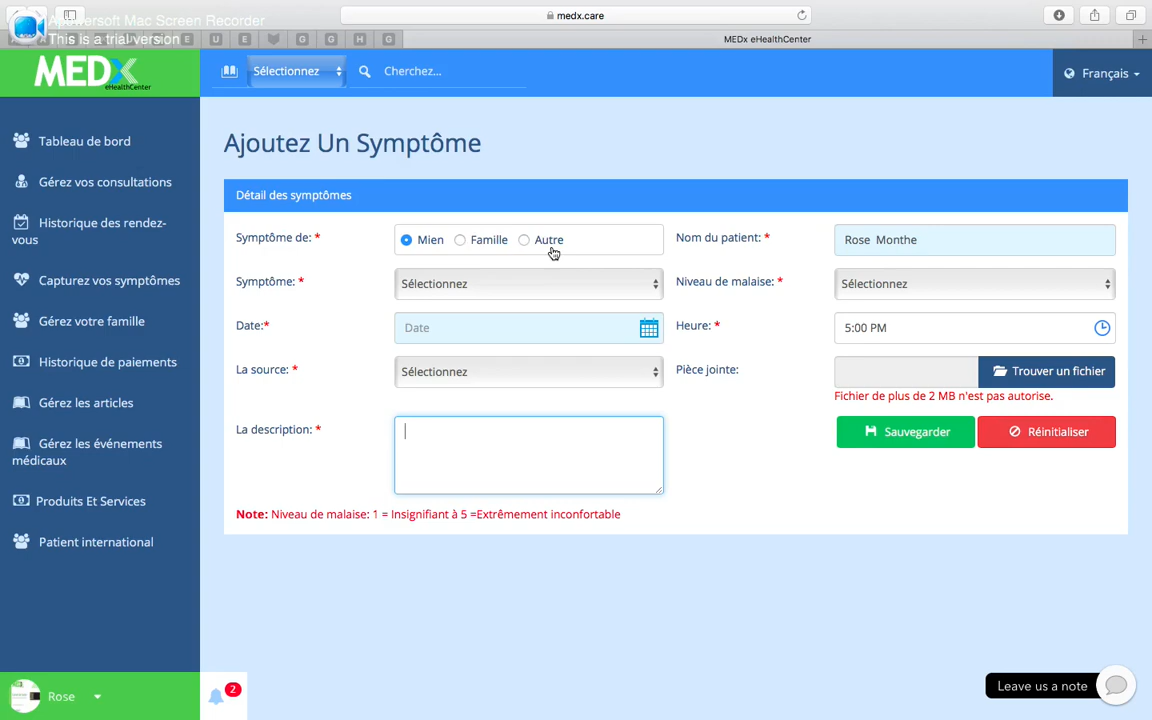 Apowersoft Mac Screen Recorder
This is a trial version
medx.care
E U E G G H G
MEDx eHealthCenter
MEDX
eHealthCenter
Sélectionnez
Cherchez...
Français
Tableau de bord
Gérez vos consultations
Historique des rendez-
vous
Capturez vos symptômes
Gérez votre famille
Historique de paiements
Gérez les articles
Gérez les événements
médicaux
Produits Et Services
Patient international
Rose
2
Ajoutez Un Symptôme
Détail des symptômes
Symptôme de: * Mien Famille Autre
Nom du patient: * Rose Monthe
Symptôme: * Sélectionnez
Niveau de malaise: * Sélectionnez
Date:* Date
Heure: * 5:00 PM
La source: * Sélectionnez
Pièce jointe: Trouver un fichier
Fichier de plus de 2 MB n'est pas autorise.
La description: *
Sauvegarder
Réinitialiser
Note: Niveau de malaise: 1 = Insignifiant à 5 =Extrêmement inconfortable
Leave us a note